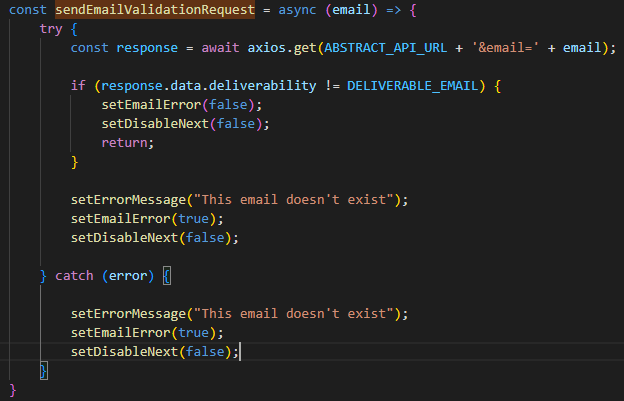 const sendEmailValidationRequest = async (email) => {
    try {
        const response = await axios.get(ABSTRACT_API_URL + '&email=' + email);

        if (response.data.deliverability != DELIVERABLE_EMAIL) {
            setEmailError(false);
            setDisableNext(false);
            return;
        }

        setErrorMessage("This email doesn't exist");
        setEmailError(true);
        setDisableNext(false);

    } catch (error) {

        setErrorMessage("This email doesn't exist");
        setEmailError(true);
        setDisableNext(false);
    }
}